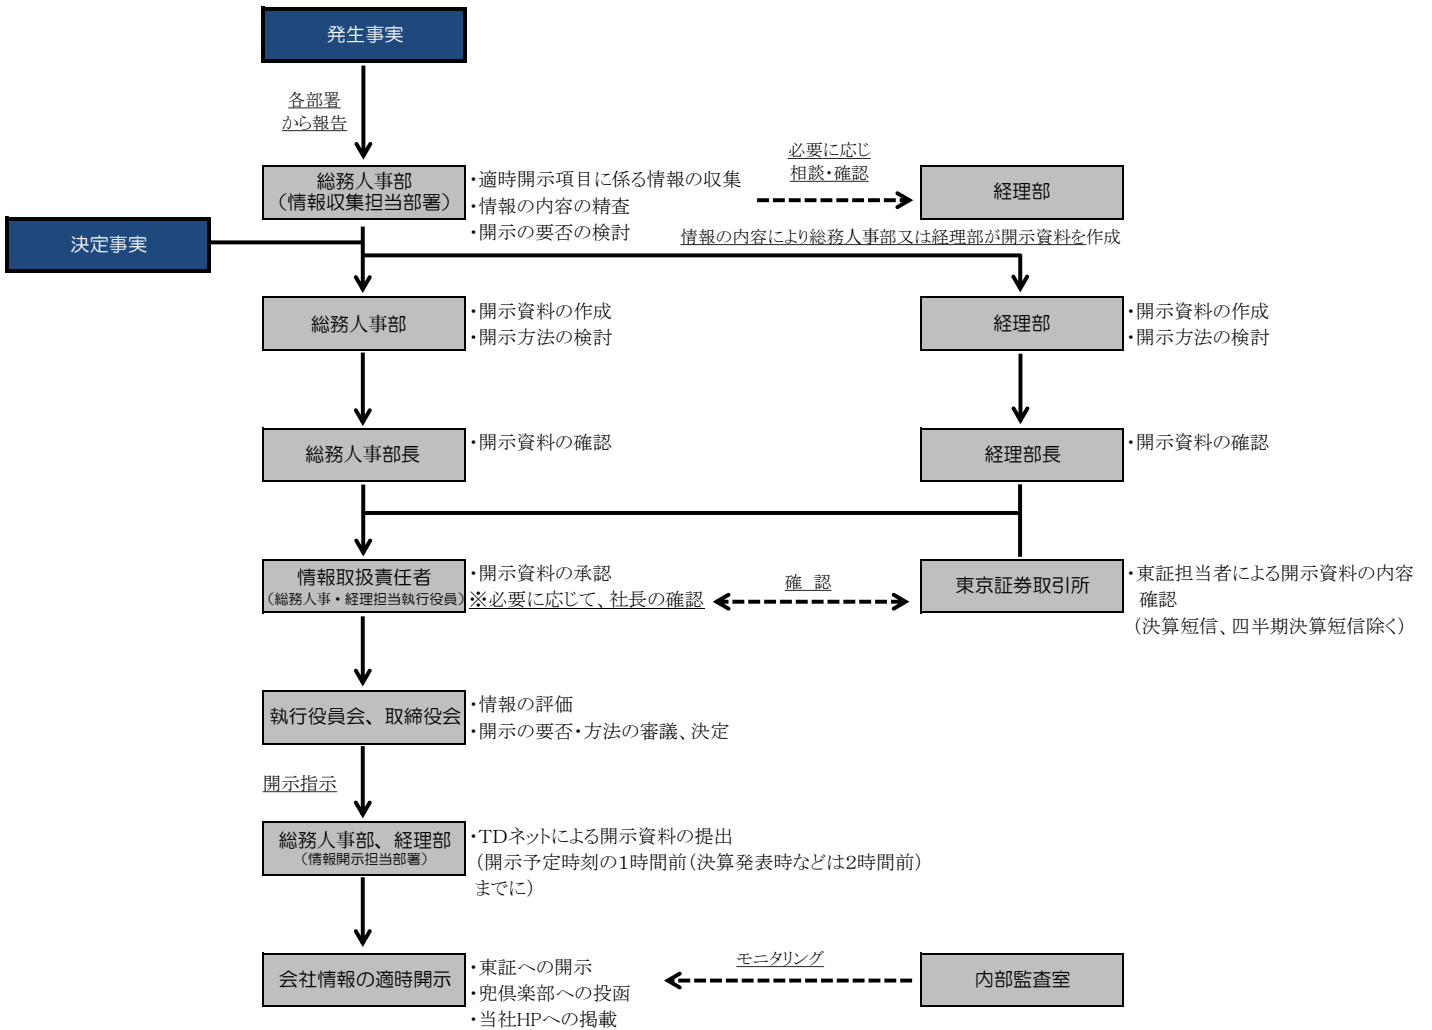 発生事実
各部署
から報告
総務人事部
（情報収集担当部署）
・適時開示項目に係る情報の収集
・情報の内容の精査
・開示の要否の検討
必要に応じ
相談・確認
経理部
決定事実
情報の内容により総務人事部又は経理部が開示資料を作成
総務人事部
・開示資料の作成
・開示方法の検討
経理部
・開示資料の作成
・開示方法の検討
総務人事部長
・開示資料の確認
経理部長
・開示資料の確認
情報取扱責任者
（総務人事・経理担当執行役員）
・開示資料の承認
※必要に応じて、社長の確認
確　認
東京証券取引所
・東証担当者による開示資料の内容
確認
（決算短信、四半期決算短信除く）
執行役員会、取締役会
・情報の評価
・開示の要否・方法の審議、決定
開示指示
総務人事部、経理部
（情報開示担当部署）
・TDネットによる開示資料の提出
（開示予定時刻の1時間前（決算発表時などは2時間前）
までに）
会社情報の適時開示
・東証への開示
・兜倶楽部への投函
・当社HPへの掲載
モニタリング
内部監査室